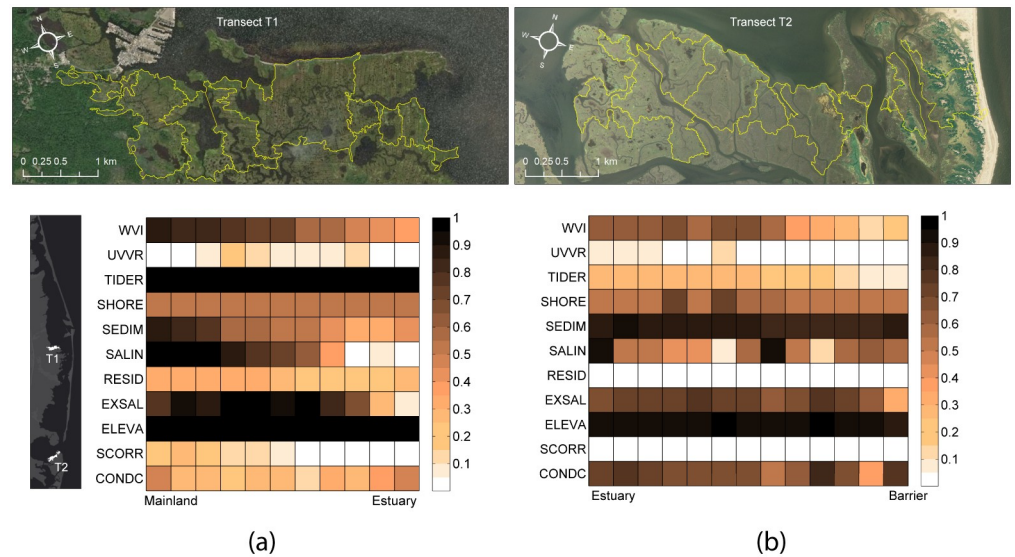 Transect T1
N
W
E
S
0 0.25 0.5 1 km
Transect T2
N
W
E
S
0 0.25 0.5 1 km
T1
T2
WVI
UVVR
TIDER
SHORE
SEDIM
SALIN
RESID
EXSAL
ELEVA
SCORR
CONDC
Mainland Estuary
1
0.9
0.8
0.7
0.6
0.5
0.4
0.3
0.2
0.1
(a)
WVI
UVVR
TIDER
SHORE
SEDIM
SALIN
RESID
EXSAL
ELEVA
SCORR
CONDC
Estuary Barrier
1
0.9
0.8
0.7
0.6
0.5
0.4
0.3
0.2
0.1
(b)